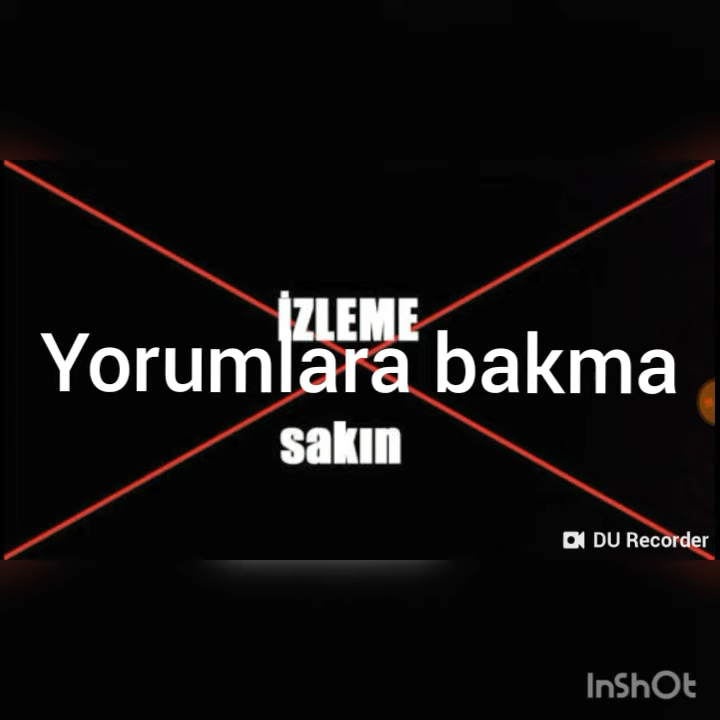 İZLEME
Yorumlara bakma
sakın
DU Recorder
InShOt